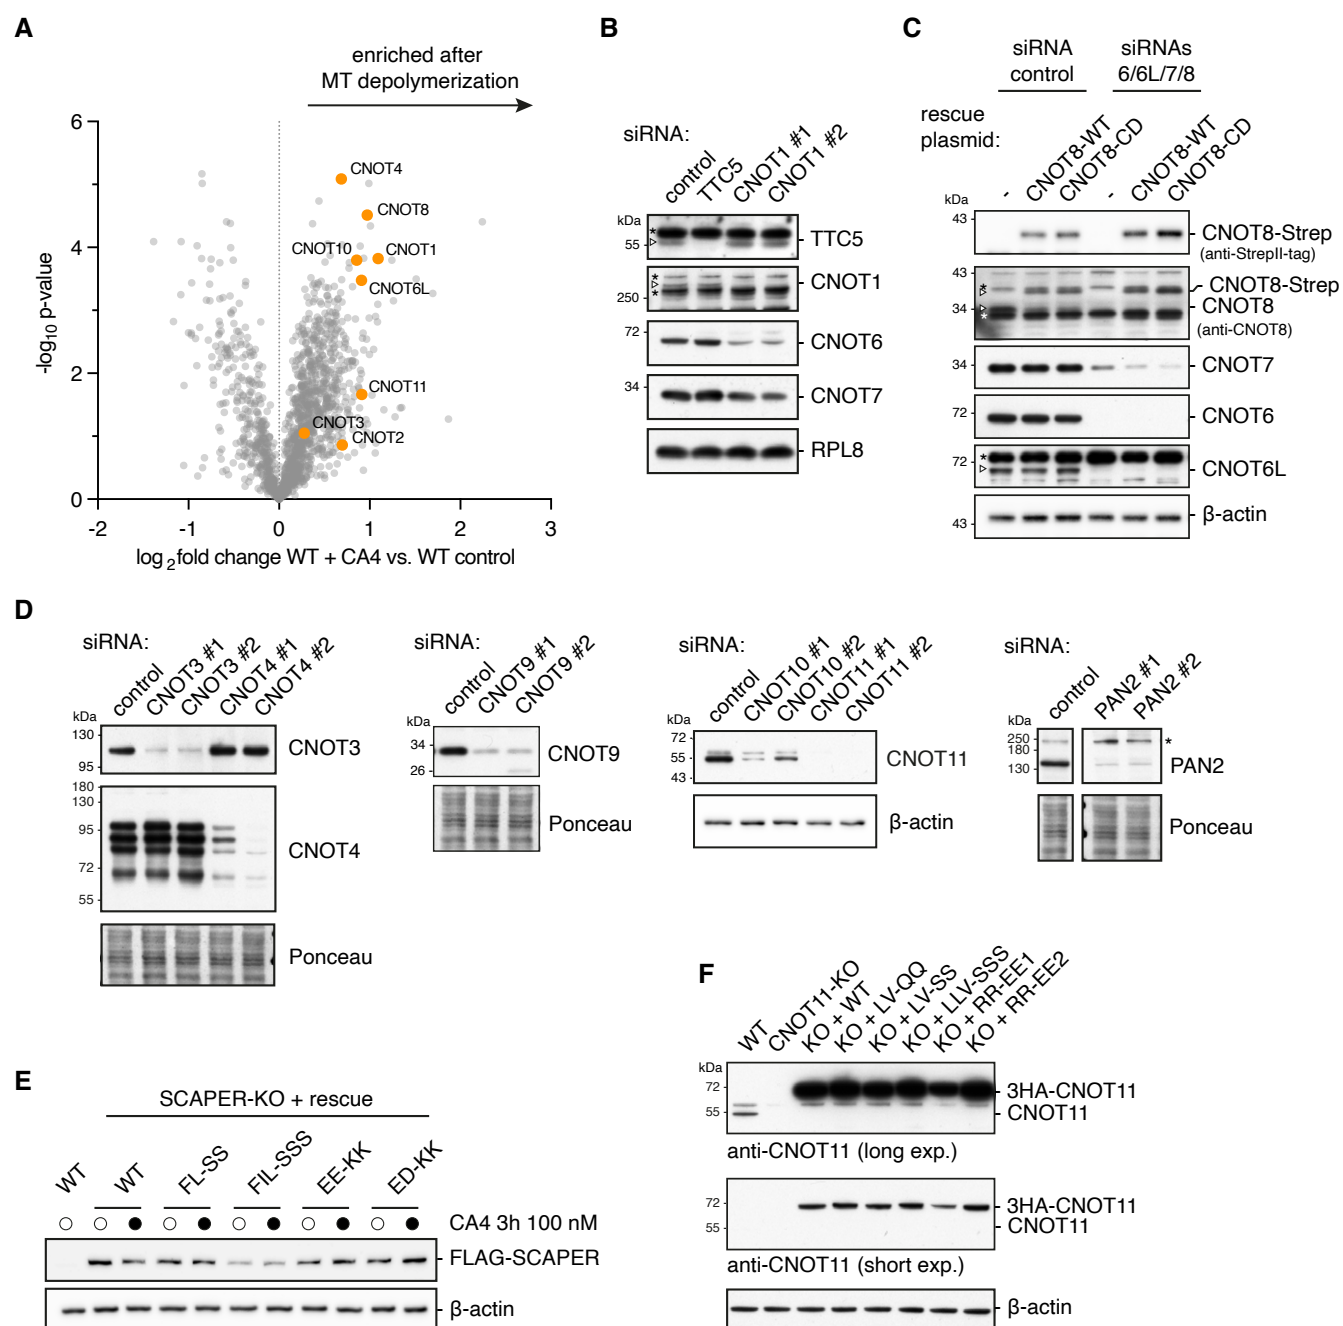 A
enriched after
MT depolymerization
6
4
2
0
-log10 p-value
CNOT4
CNOT8
CNOT10
CNOT1
CNOT6L
CNOT11
CNOT3
CNOT2
-2
-1
0
1
2
3
log2fold change WT + CA4 vs. WT control
B
siRNA:
control
TTC5
CNOT1 #1
CNOT1 #2
kDa
* 55 TTC5
* * 250 CNOT1
72 CNOT6
34 CNOT7
RPL8
C
siRNA
control
siRNAs
6/6L/7/8
rescue
plasmid:
-
CNOT8-WT
CNOT8-CD
-
CNOT8-WT
CNOT8-CD
kDa
43 CNOT8-Strep
(anti-StrepII-tag)
43 * CNOT8-Strep
34 * CNOT8
(anti-CNOT8)
34 CNOT7
72 CNOT6
* 72 CNOT6L
43 β-actin
D
siRNA:
control
CNOT3 #1
CNOT3 #2
CNOT4 #1
CNOT4 #2
kDa
130
95
CNOT3
180
130
95
72
55
CNOT4
Ponceau
siRNA:
control
CNOT9 #1
CNOT9 #2
kDa
34
26
CNOT9
Ponceau
siRNA:
control
CNOT10 #1
CNOT10 #2
CNOT11 #1
CNOT11 #2
kDa
72
55
43
CNOT11
β-actin
siRNA:
control
PAN2 #1
PAN2 #2
kDa
250
180
130
*
PAN2
Ponceau
E
SCAPER-KO + rescue
WT
WT
FL-SS
FIL-SSS
EE-KK
ED-KK
CA4 3h 100 nM
FLAG-SCAPER
β-actin
F
WT
CNOT11-KO
KO + WT
KO + LV-QQ
KO + LV-SS
KO + LLV-SSS
KO + RR-EE1
KO + RR-EE2
kDa
72 3HA-CNOT11
55 CNOT11
anti-CNOT11 (long exp.)
72 3HA-CNOT11
55 CNOT11
anti-CNOT11 (short exp.)
β-actin